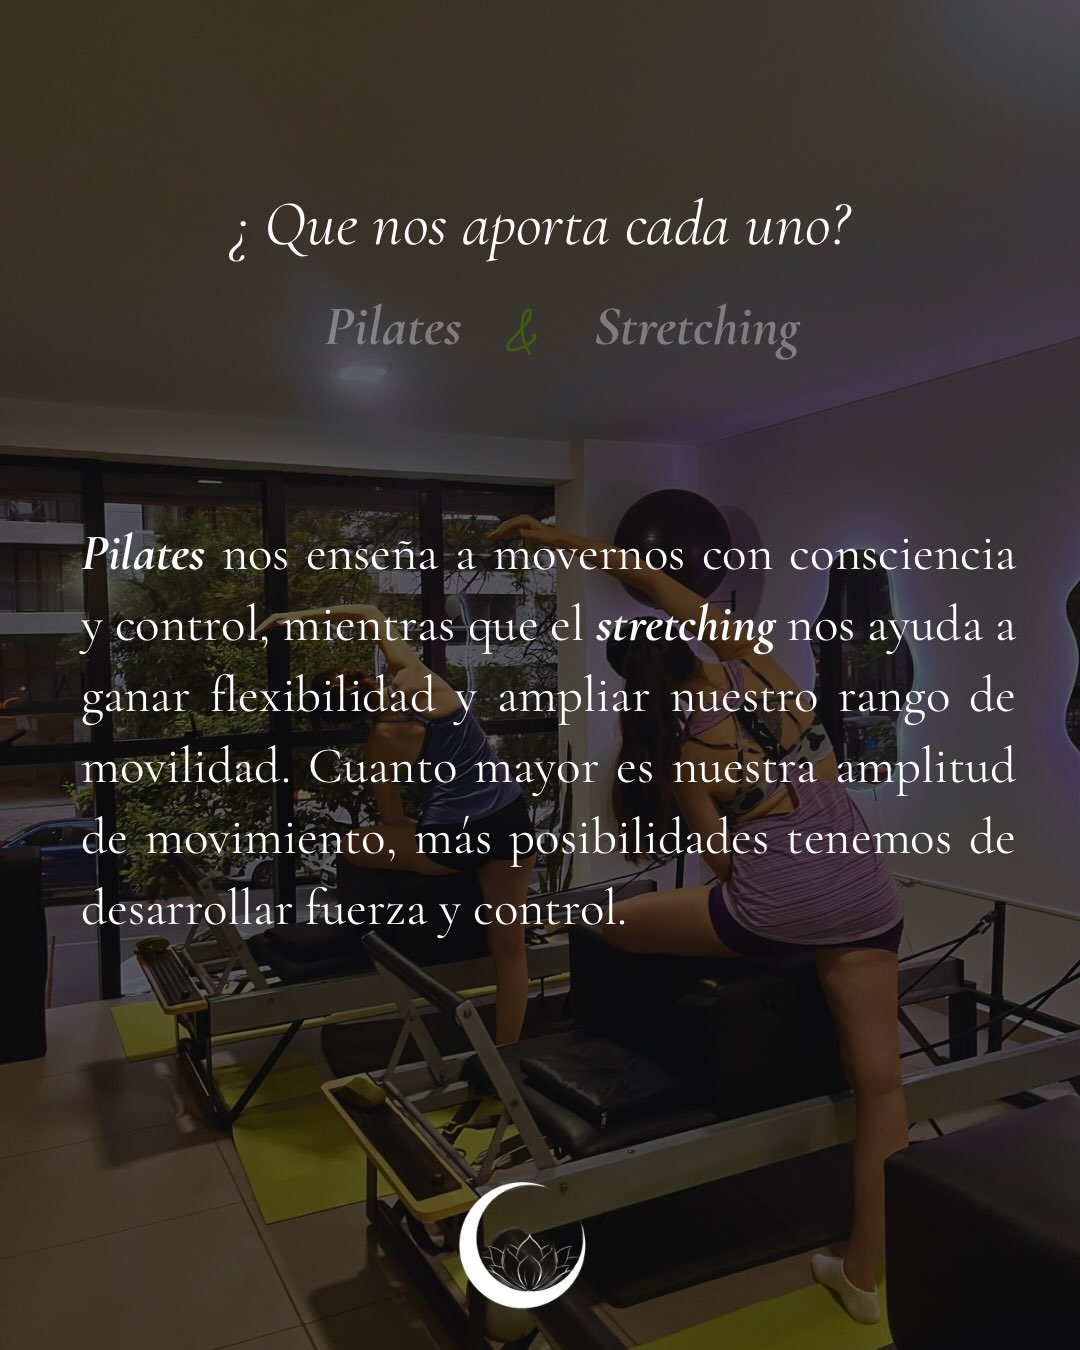 ¿ Que nos aporta cada uno?
Pilates & Stretching
Pilates nos enseña a movernos con consciencia
y control, mientras que el stretching nos ayuda a
ganar flexibilidad y ampliar nuestro rango de
movilidad. Cuanto mayor es nuestra amplitud
de movimiento, más posibilidades tenemos de
desarrollar fuerza y control.